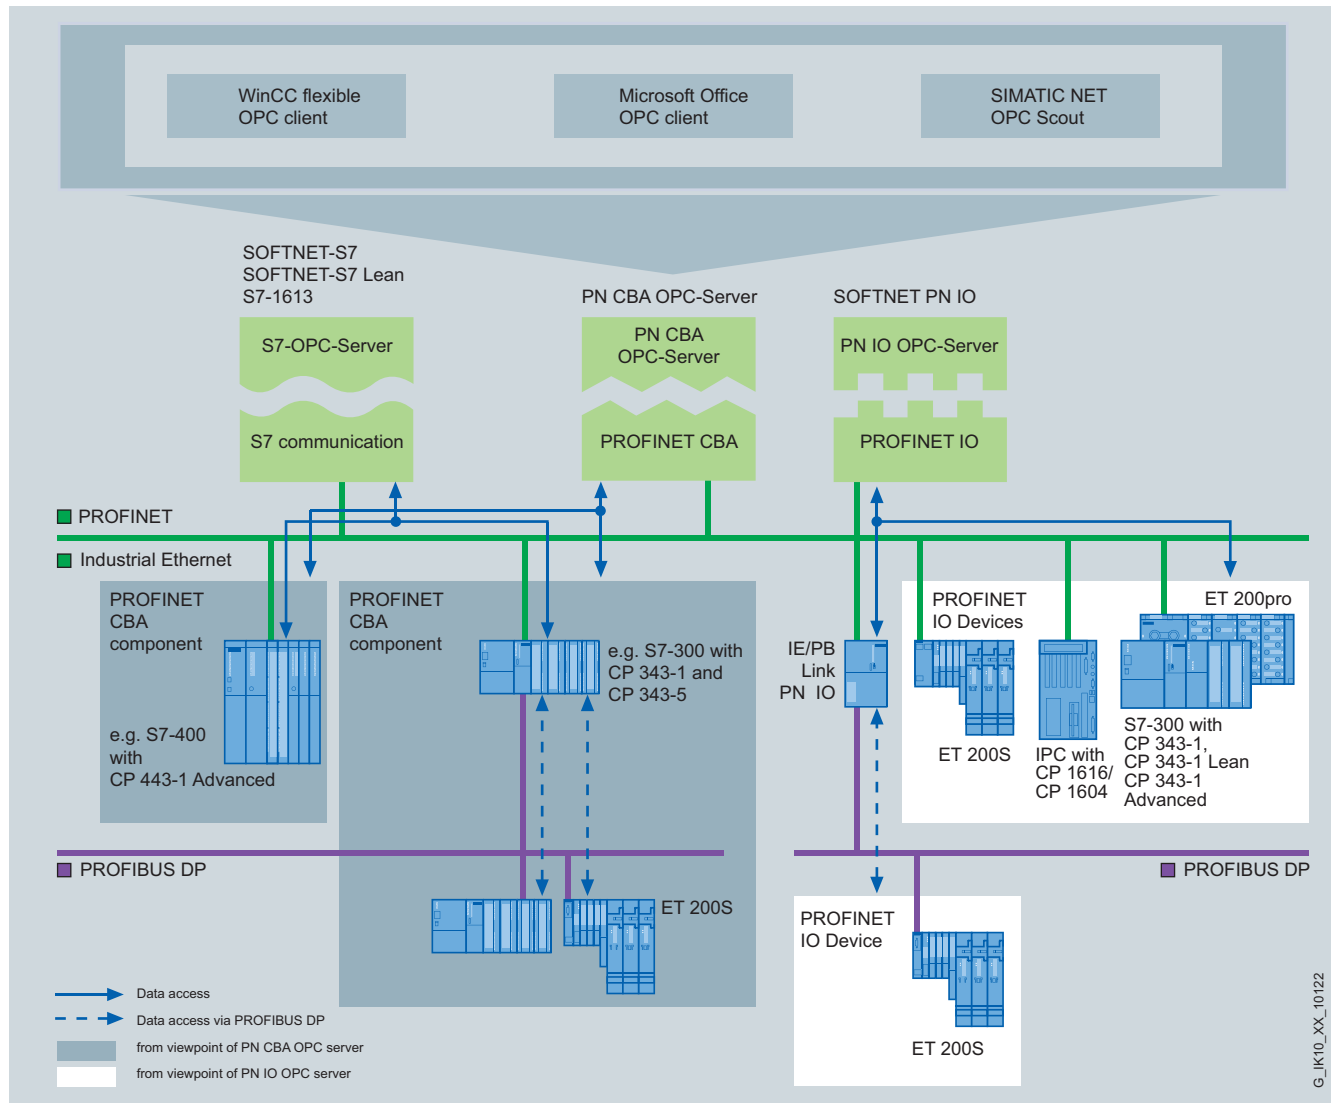 WinCC flexible
OPC client
Microsoft Office
OPC client
SIMATIC NET
OPC Scout
SOFTNET-S7
SOFTNET-S7 Lean
S7-1613
PN CBA OPC-Server
SOFTNET PN IO
S7-OPC-Server
PN CBA
OPC-Server
PN IO OPC-Server
S7 communication
PROFINET CBA
PROFINET IO
PROFINET
Industrial Ethernet
PROFINET
CBA
component
e.g. S7-400
with
CP 443-1 Advanced
PROFINET
CBA
component
e.g. S7-300 with
CP 343-1 and
CP 343-5
IE/PB
Link
PN IO
PROFINET
IO Devices
ET 200pro
ET 200S
IPC with
CP 1616/
CP 1604
S7-300 with
CP 343-1,
CP 343-1 Lean
CP 343-1
Advanced
PROFIBUS DP
PROFIBUS DP
ET 200S
PROFINET
IO Device
ET 200S
Data access
Data access via PROFIBUS DP
from viewpoint of PN CBA OPC server
from viewpoint of PN IO OPC server
G_IK10_XX_10122